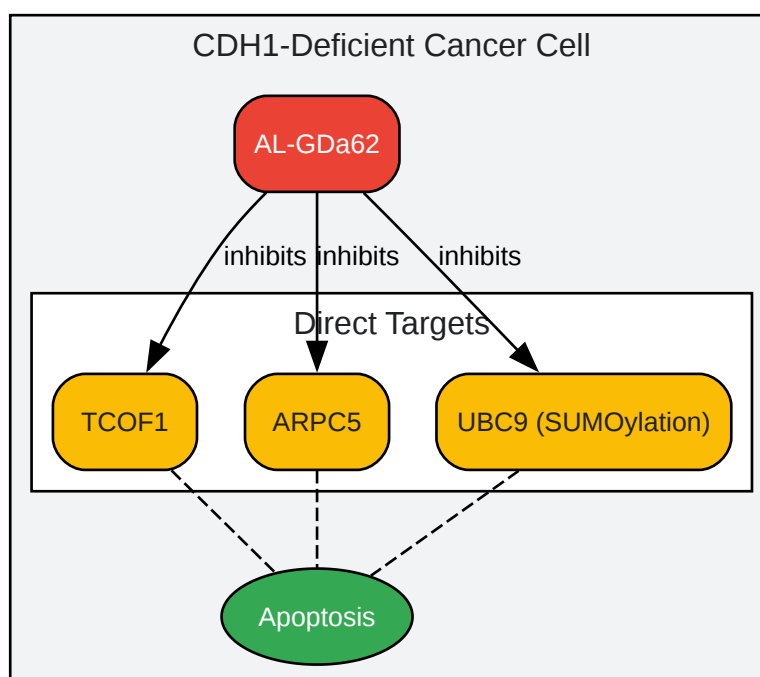 CDH1-Deficient Cancer Cell
AL-GDa62
inhibits inhibits inhibits
Direct Targets
TCOF1 ARPC5 UBC9 (SUMOylation)
Apoptosis